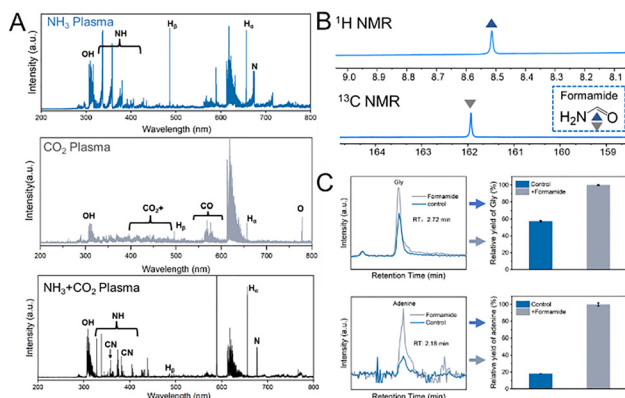 A
NH₃ Plasma
Intensity (a.u.)
OH
NH
Hβ
Hα
N
200 300 400 500 600 700 800
Wavelength (nm)
CO₂ Plasma
Intensity(a.u.)
OH
CO₂+
Hβ
CO
Hα
O
200 300 400 500 600 700 800
Wavelength (nm)
NH₃+CO₂ Plasma
Intensity (a.u.)
OH
NH
CN
CN
Hβ
Hα
N
200 300 400 500 600 700 800
Wavelength (nm)
B
¹H NMR
9.0 8.9 8.8 8.7 8.6 8.5 8.4 8.3 8.2 8.1
¹³C NMR
Formamide
H₂N O
164 163 162 161 160 159
C
Intensity (a.u.)
Gly
Formamide
control
RT: 2.72 min
Retention Time (min)
Relative yield of Gly (%)
Control
+Formamide
100
80
60
40
20
0
Intensity (a.u.)
Adenine
Formamide
Control
RT: 2.18 min
Retention Time (min)
Relative yield of adenine (%)
Control
+Formamide
100
80
60
40
20
0